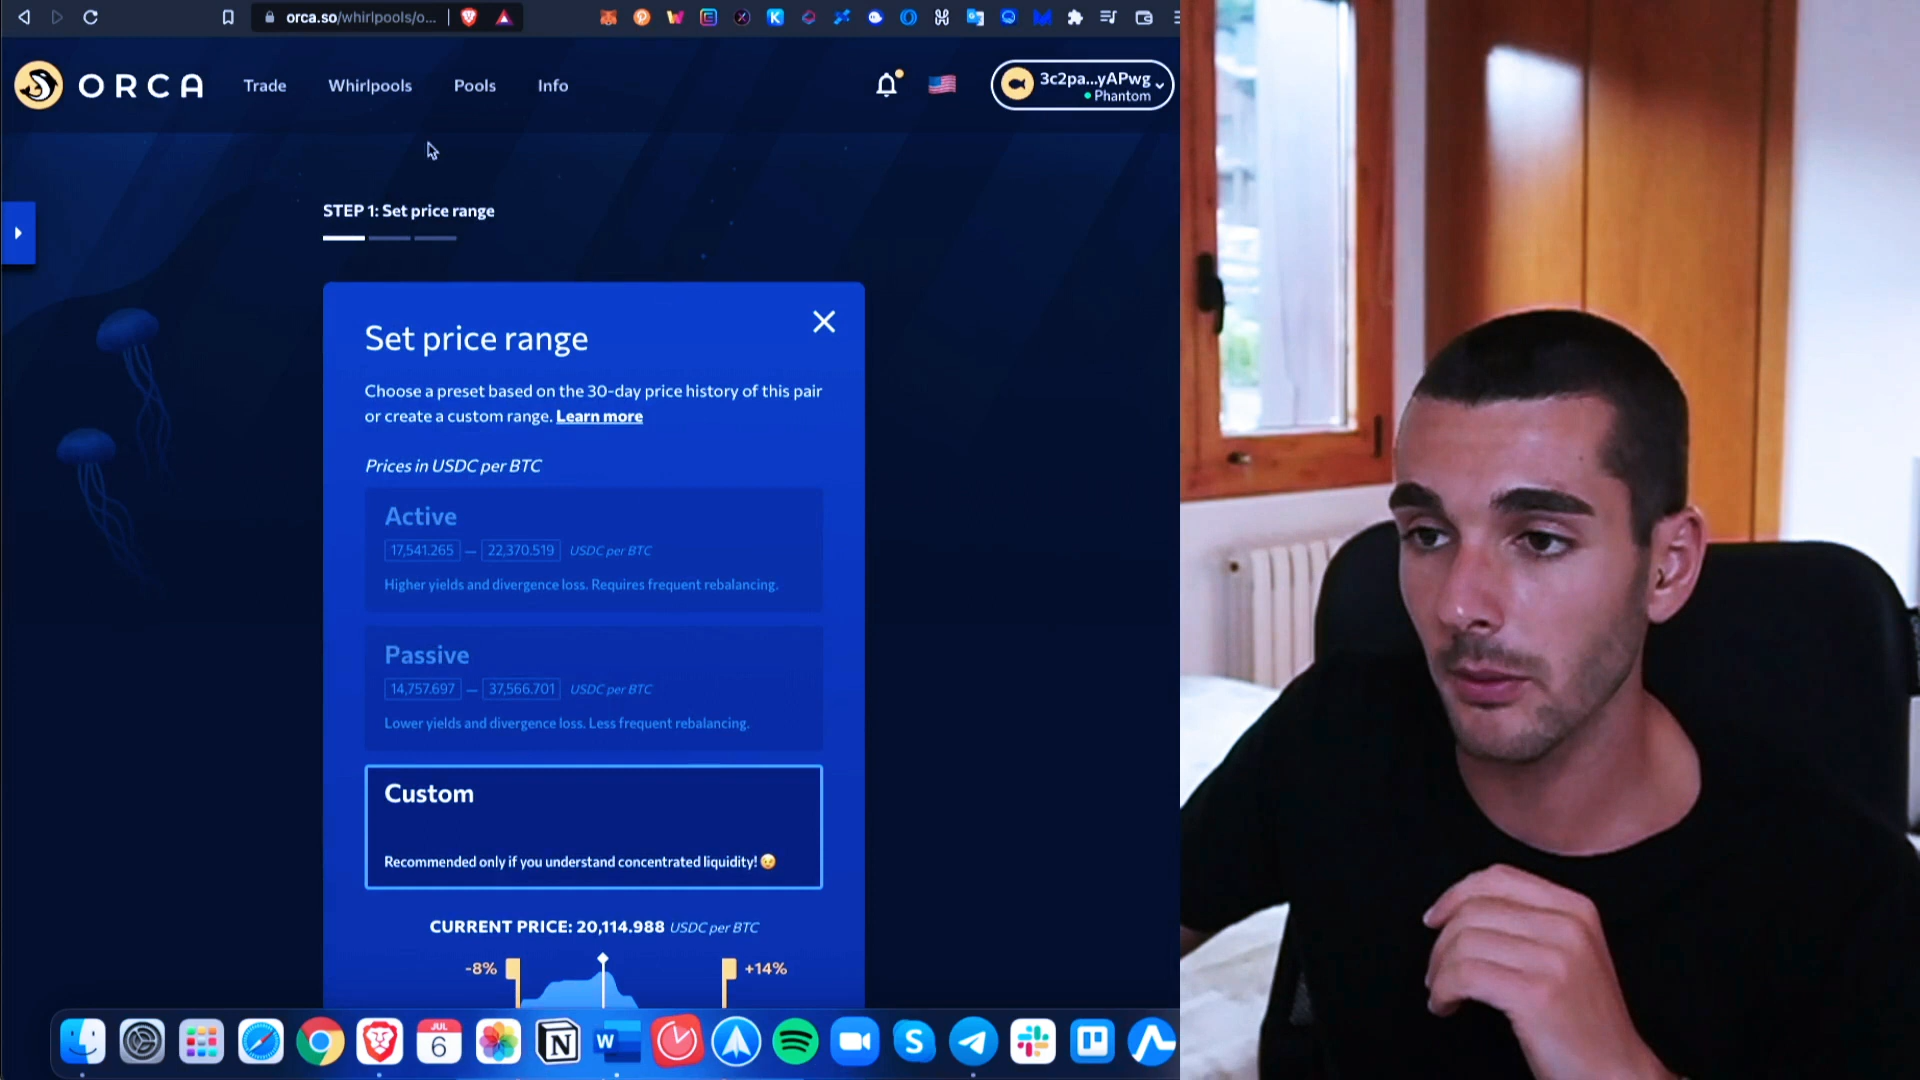 orca.so/whirlpools/o...
ORCA
Trade
Whirlpools
Pools
Info
3c2pa...yAPwg
Phantom
STEP 1: Set price range
Set price range
Choose a preset based on the 30-day price history of this pair
or create a custom range. Learn more
Prices in USDC per BTC
Active
17,541.265 — 22,370.519 USDC per BTC
Higher yields and divergence loss. Requires frequent rebalancing.
Passive
14,757.697 — 37,566.701 USDC per BTC
Lower yields and divergence loss. Less frequent rebalancing.
Custom
Recommended only if you understand concentrated liquidity! 😉
CURRENT PRICE: 20,114.988 USDC per BTC
-8%
+14%
JUL
6
N
W
S